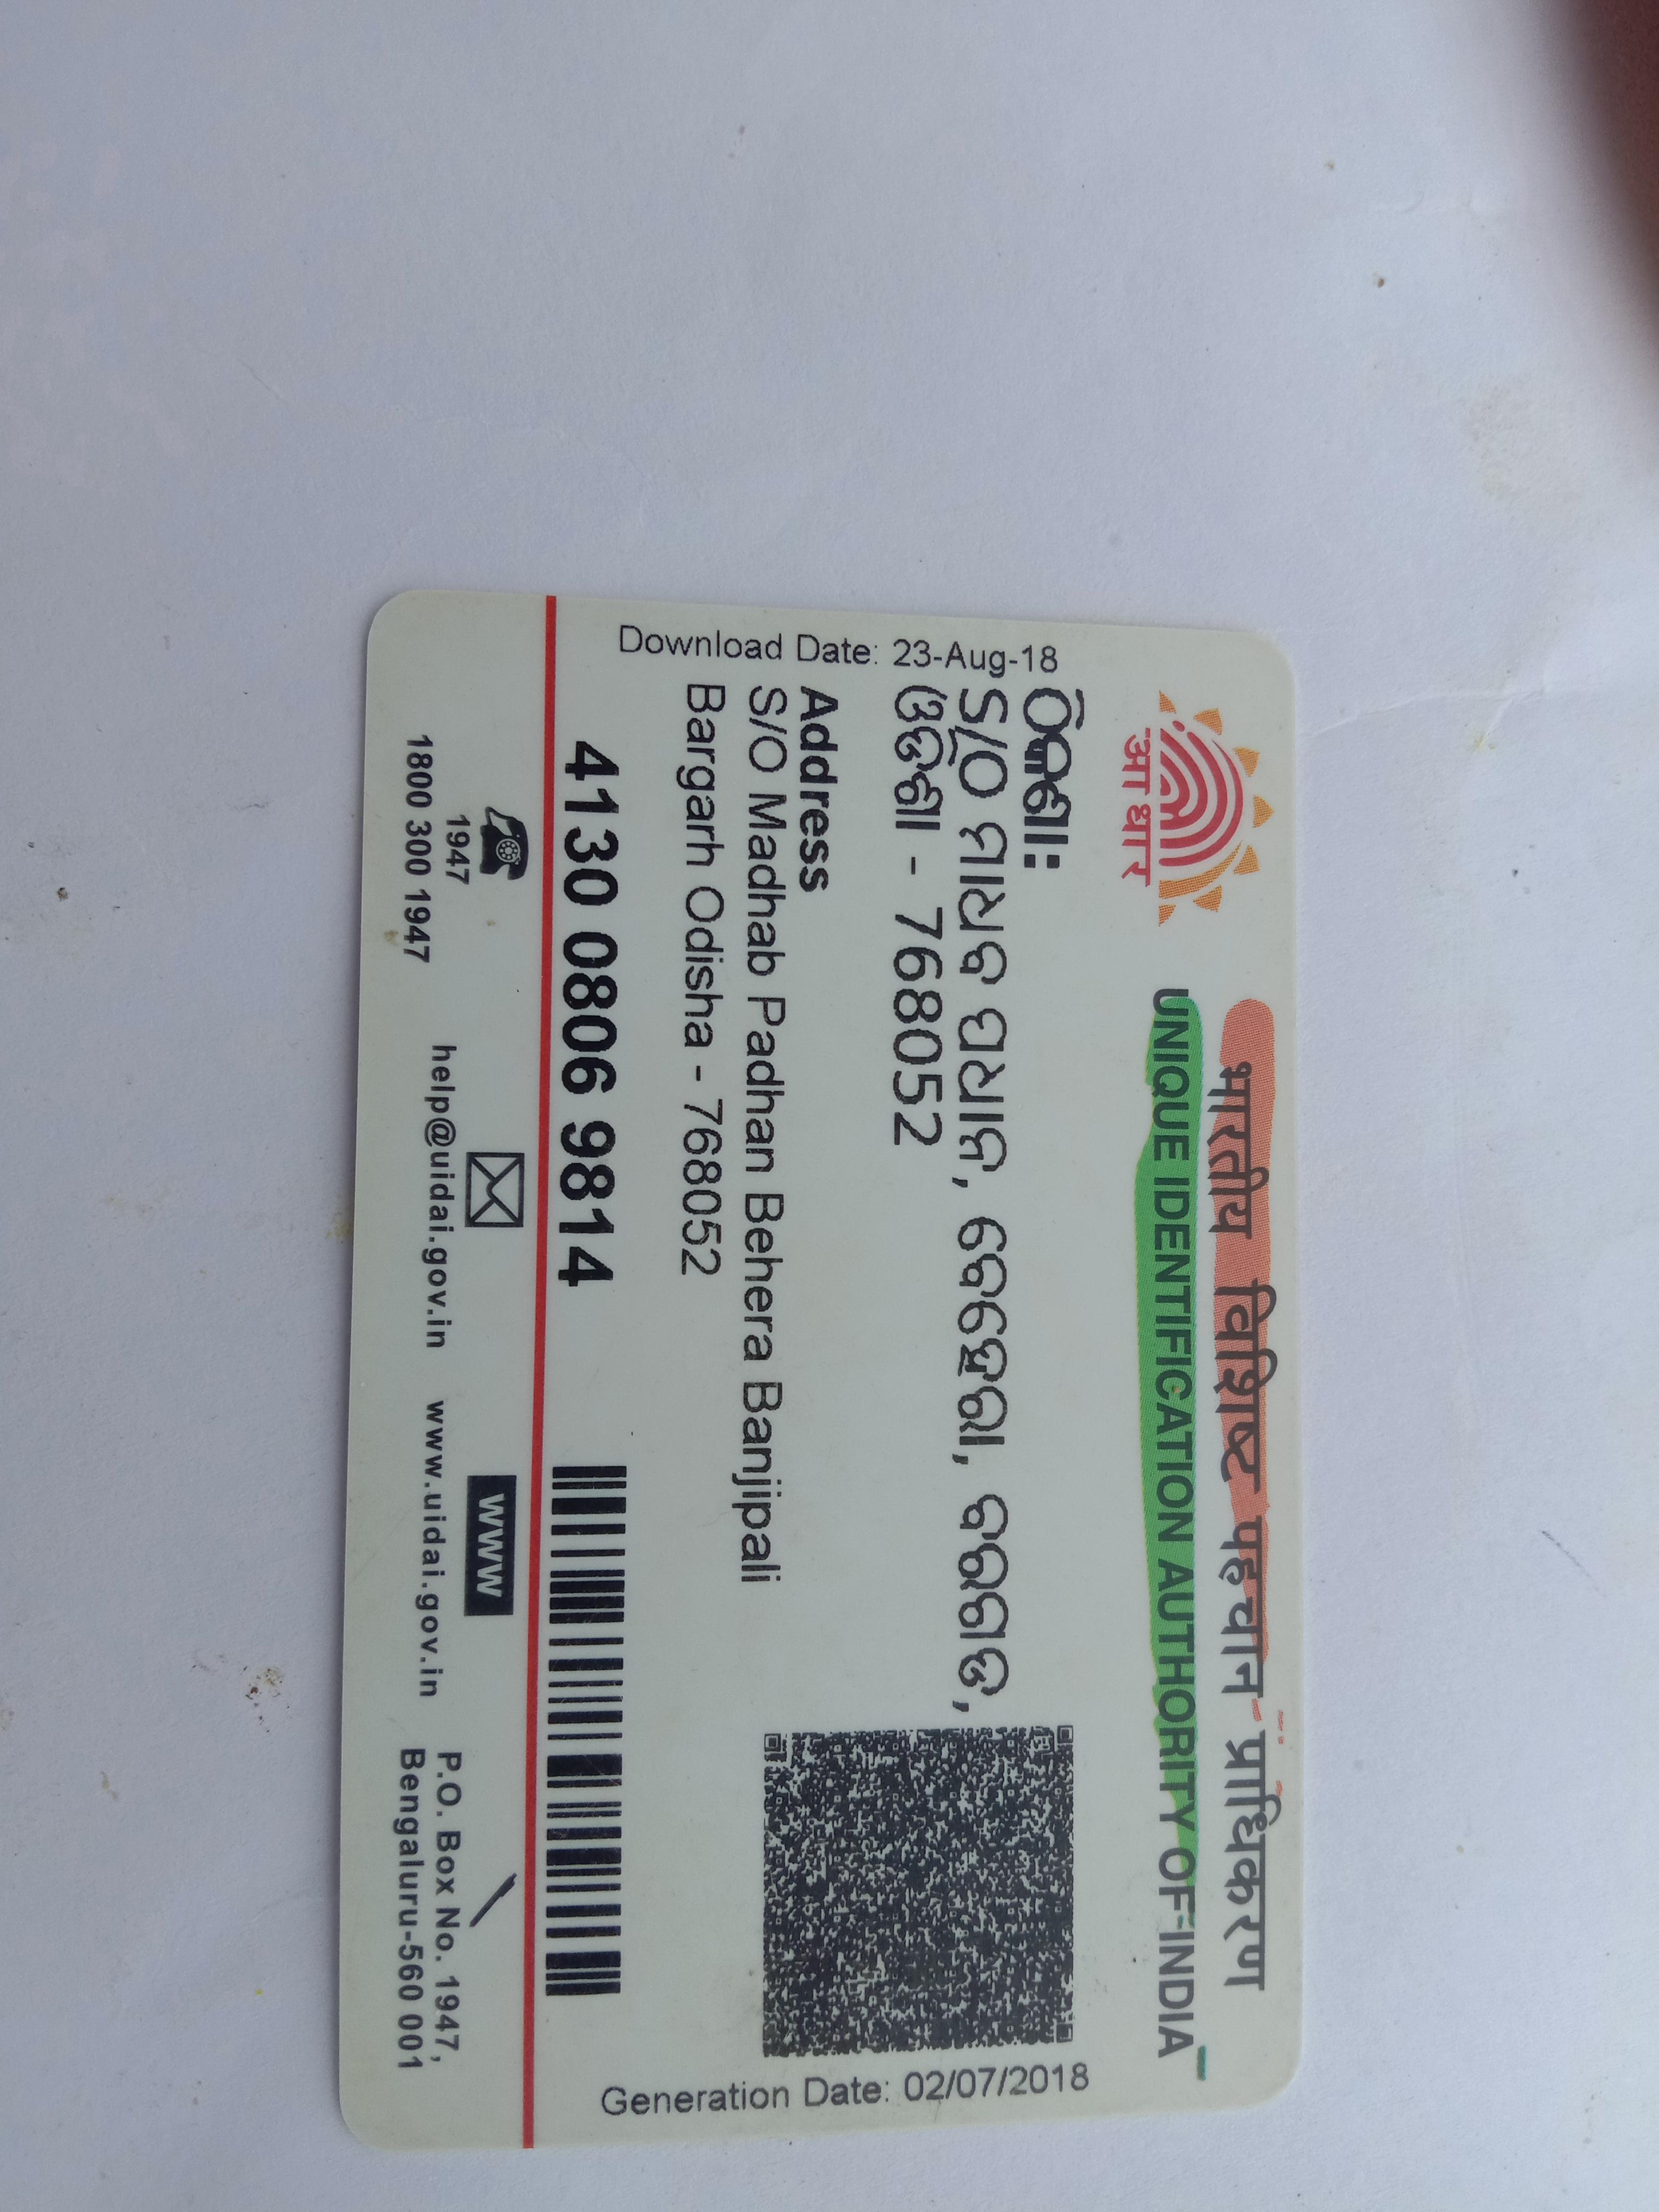 भारतीय विशिष्ट पहचान प्राधिकरण
UNIQUE IDENTIFICATION AUTHORITY OF INDIA
आधार
ଠିକଣା:
S/O ମାଧବ ପଧାନ, ବେହେରା, ବରଗଡ,
ଓଡିଶା - 768052
Address
S/O Madhab Padhan Behera Banjipali
Bargarh Odisha - 768052
Download Date: 23-Aug-18
Generation Date: 02/07/2018
4130 0806 9814
1947
1800 300 1947
help@uidai.gov.in
WWW
www.uidai.gov.in
P.O. Box No. 1947,
Bengaluru-560 001